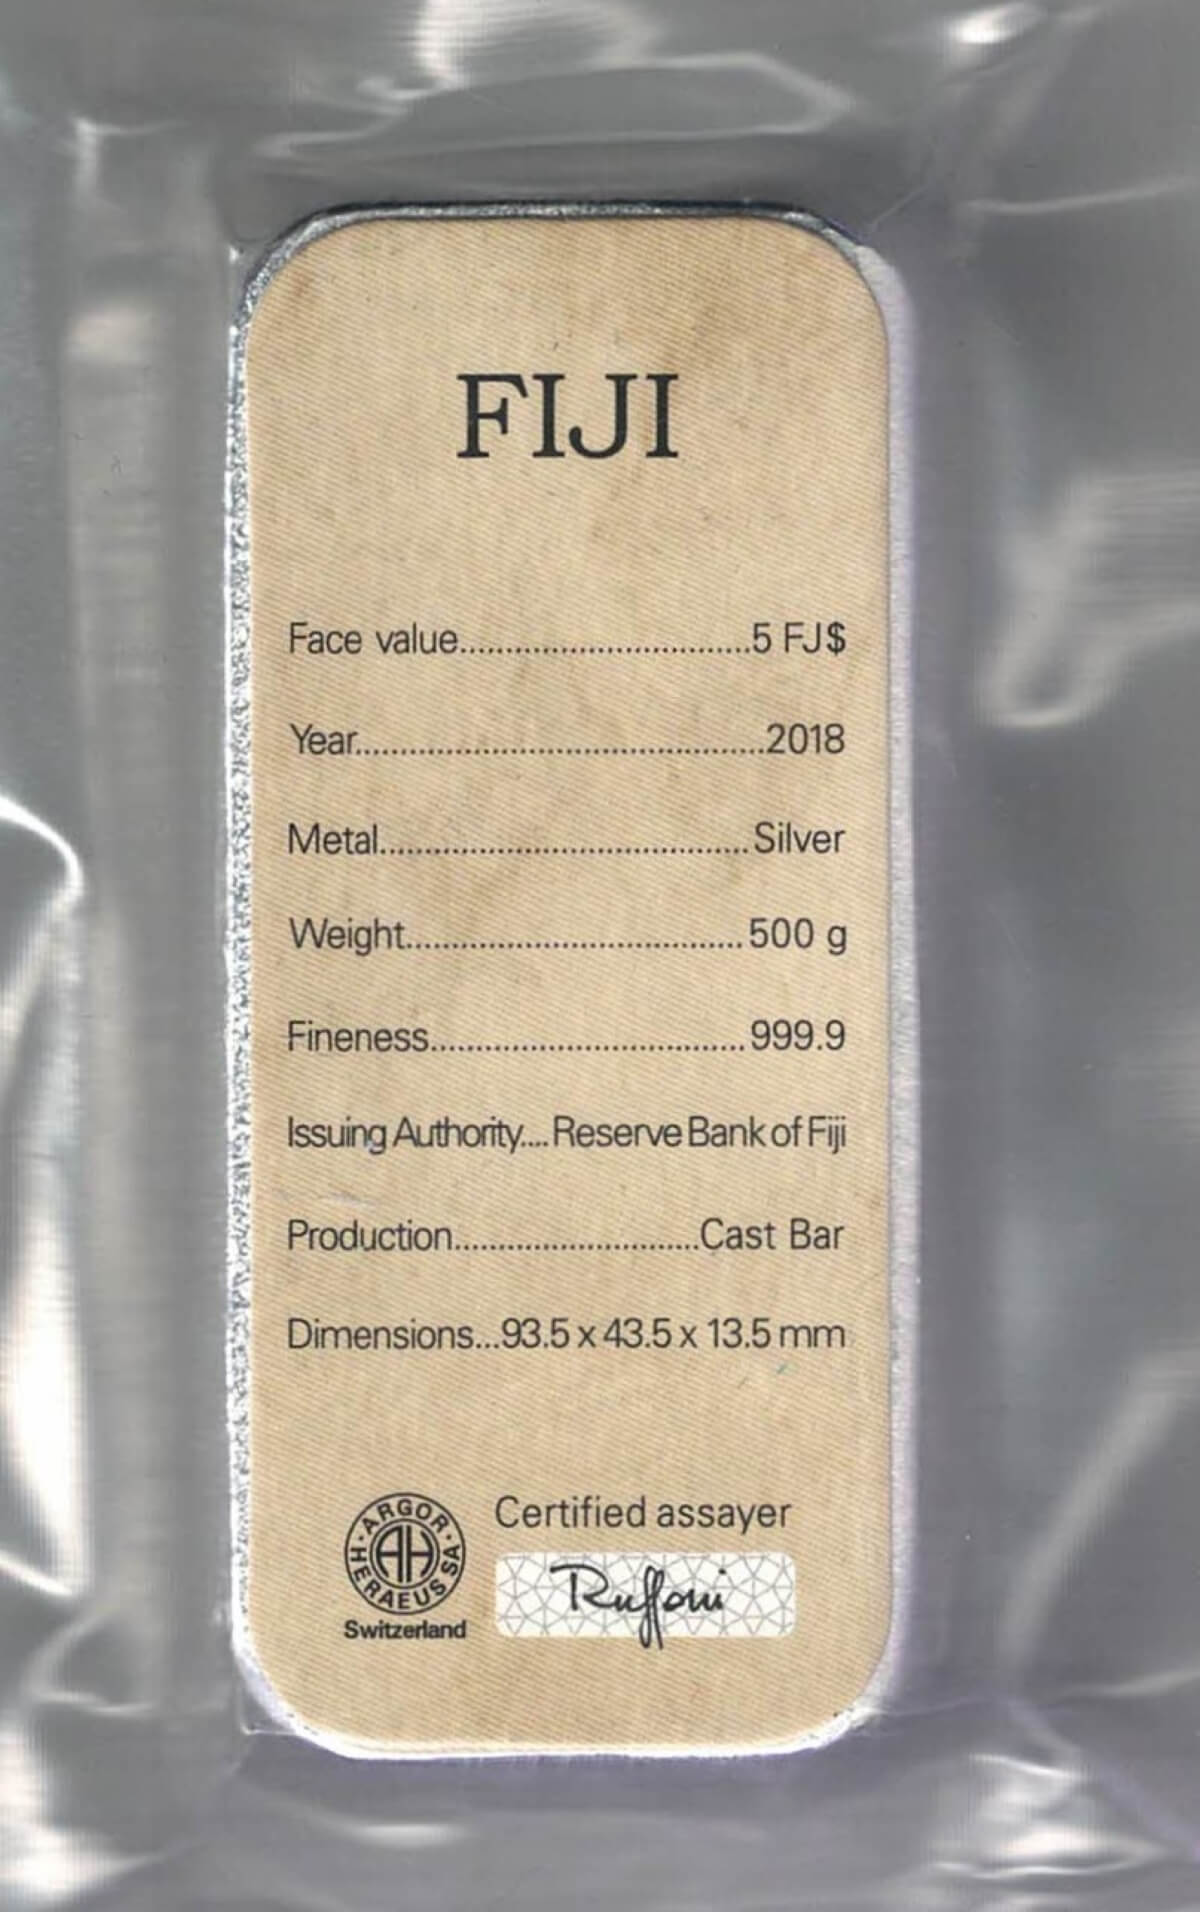 FIJI
Face value................................5 FJ$
Year.............................................2018
Metal.........................................Silver
Weight.....................................500 g
Fineness...................................999.9
Issuing Authority....Reserve Bank of Fiji
Production...........................Cast Bar
Dimensions...93.5 x 43.5 x 13.5 mm
ARGOR
AH
HERAEUS SA
Switzerland
Certified assayer
Ruffoni